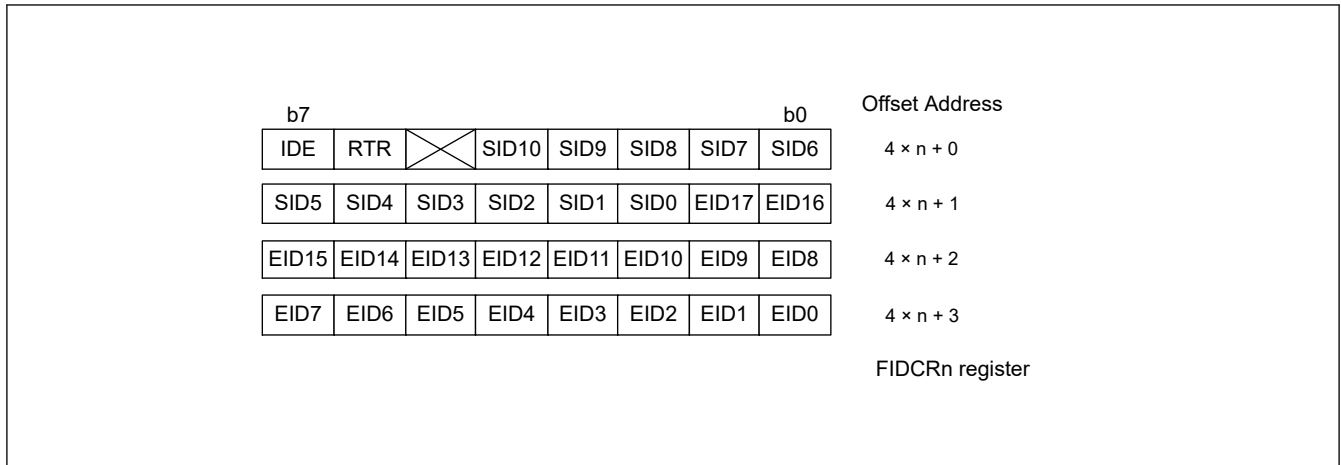 Offset Address
b7 b0
IDE RTR SID10 SID9 SID8 SID7 SID6 4 × n + 0
SID5 SID4 SID3 SID2 SID1 SID0 EID17 EID16 4 × n + 1
EID15 EID14 EID13 EID12 EID11 EID10 EID9 EID8 4 × n + 2
EID7 EID6 EID5 EID4 EID3 EID2 EID1 EID0 4 × n + 3
FIDCRn register